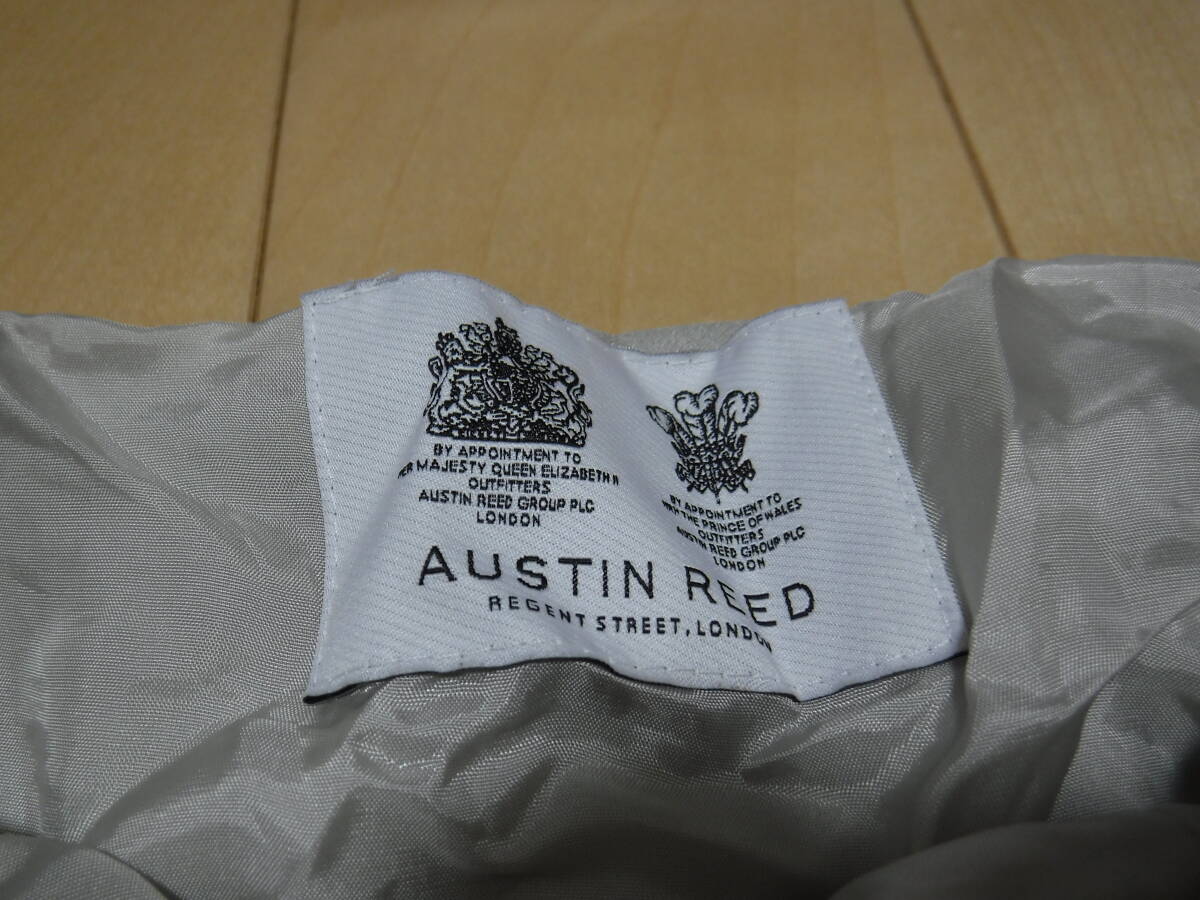 BY APPOINTMENT TO
HER MAJESTY QUEEN ELIZABETH II
OUTFITTERS
AUSTIN REED GROUP PLC
LONDON
BY APPOINTMENT TO
HRH THE PRINCE OF WALES
OUTFITTERS
AUSTIN REED GROUP PLC
LONDON
AUSTIN REED
REGENT STREET, LONDON